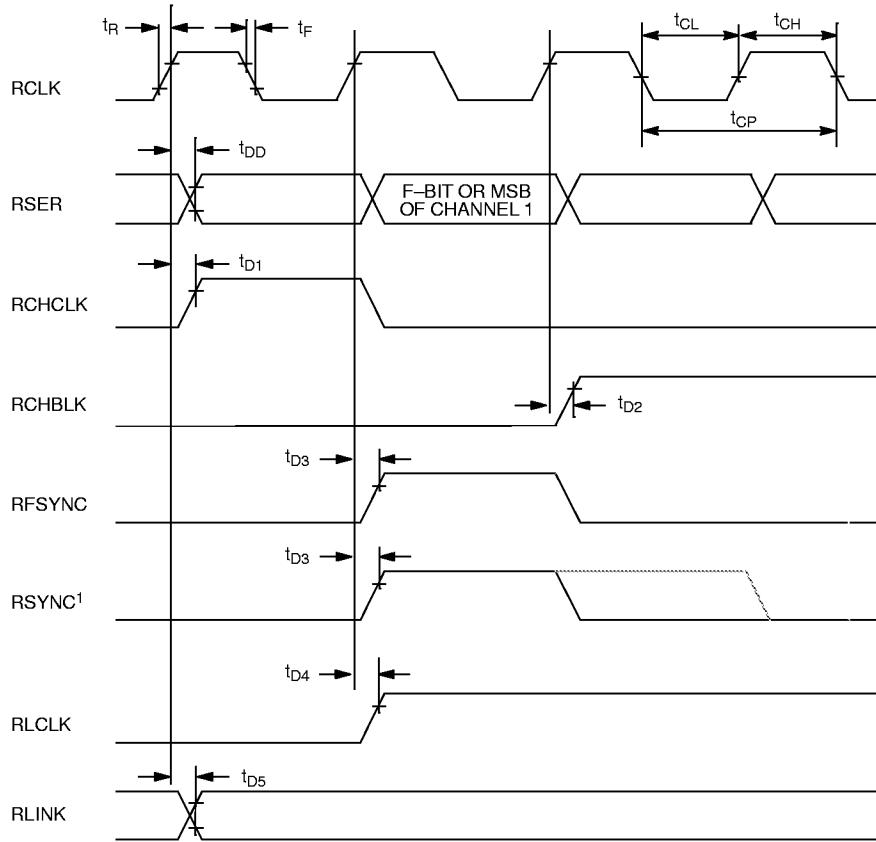 tR
tF
tCL
tCH
RCLK
tCP
tDD
RSER
F–BIT OR MSB
OF CHANNEL 1
tD1
RCHCLK
RCHBLK
tD2
tD3
RFSYNC
tD3
RSYNC1
tD4
RLCLK
tD5
RLINK